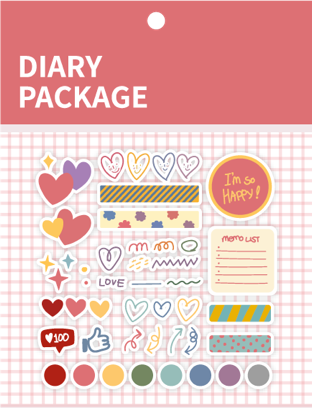 DIARY
PACKAGE
I'm so
HAPPY!
MEMO LIST
LOVE
100